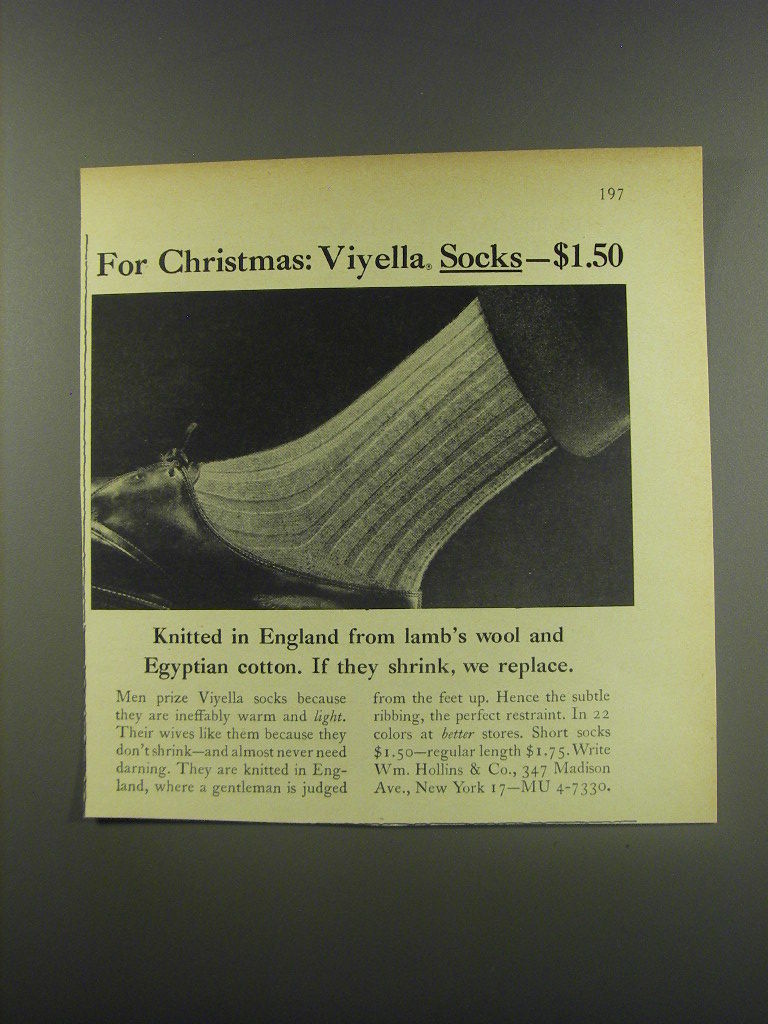 197
For Christmas: Viyella® Socks—$1.50
Knitted in England from lamb's wool and
Egyptian cotton. If they shrink, we replace.
Men prize Viyella socks because
they are ineffably warm and light.
Their wives like them because they
don't shrink—and almost never need
darning. They are knitted in Eng-
land, where a gentleman is judged
from the feet up. Hence the subtle
ribbing, the perfect restraint. In 22
colors at better stores. Short socks
$1.50—regular length $1.75. Write
Wm. Hollins & Co., 347 Madison
Ave., New York 17—MU 4-7330.